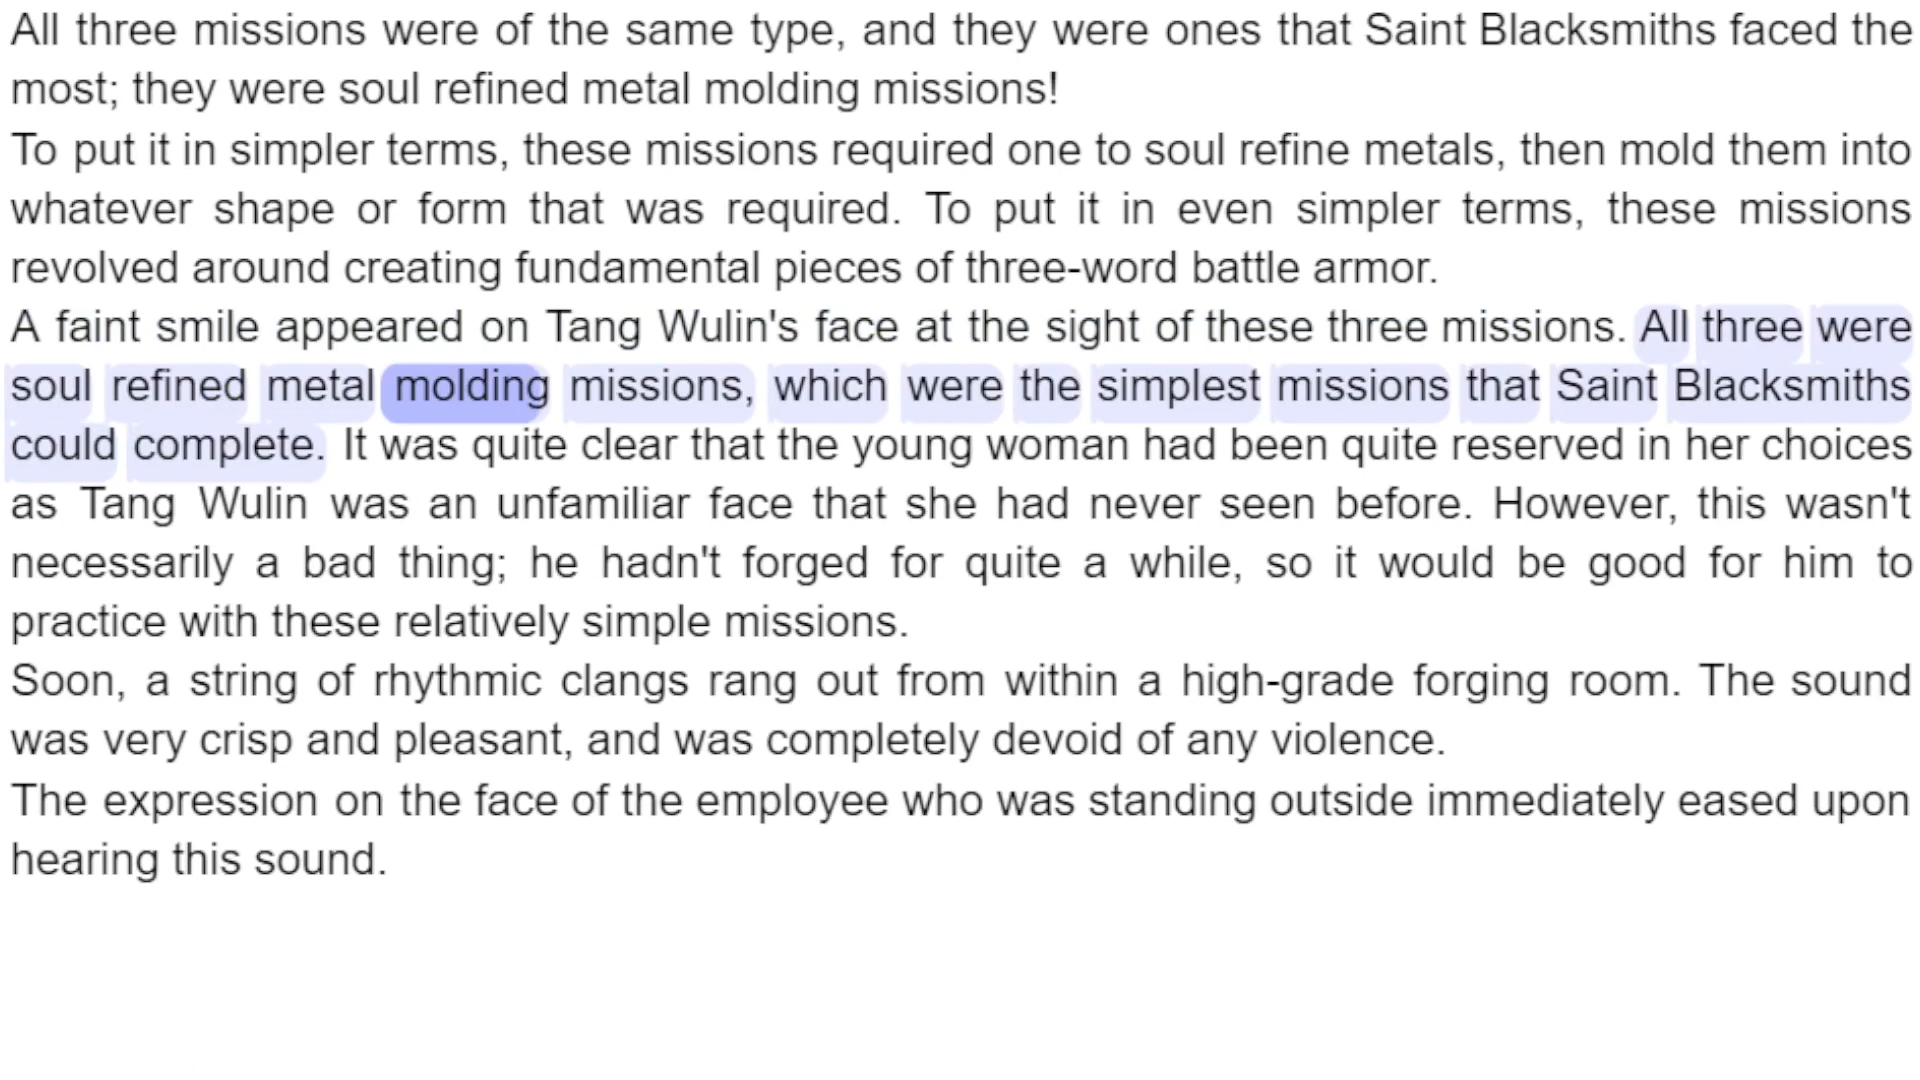 All three missions were of the same type, and they were ones that Saint Blacksmiths faced the
most; they were soul refined metal molding missions!
To put it in simpler terms, these missions required one to soul refine metals, then mold them into
whatever shape or form that was required. To put it in even simpler terms, these missions
revolved around creating fundamental pieces of three-word battle armor.
A faint smile appeared on Tang Wulin's face at the sight of these three missions. All three were
soul refined metal molding missions, which were the simplest missions that Saint Blacksmiths
could complete. It was quite clear that the young woman had been quite reserved in her choices
as Tang Wulin was an unfamiliar face that she had never seen before. However, this wasn't
necessarily a bad thing; he hadn't forged for quite a while, so it would be good for him to
practice with these relatively simple missions.
Soon, a string of rhythmic clangs rang out from within a high-grade forging room. The sound
was very crisp and pleasant, and was completely devoid of any violence.
The expression on the face of the employee who was standing outside immediately eased upon
hearing this sound.